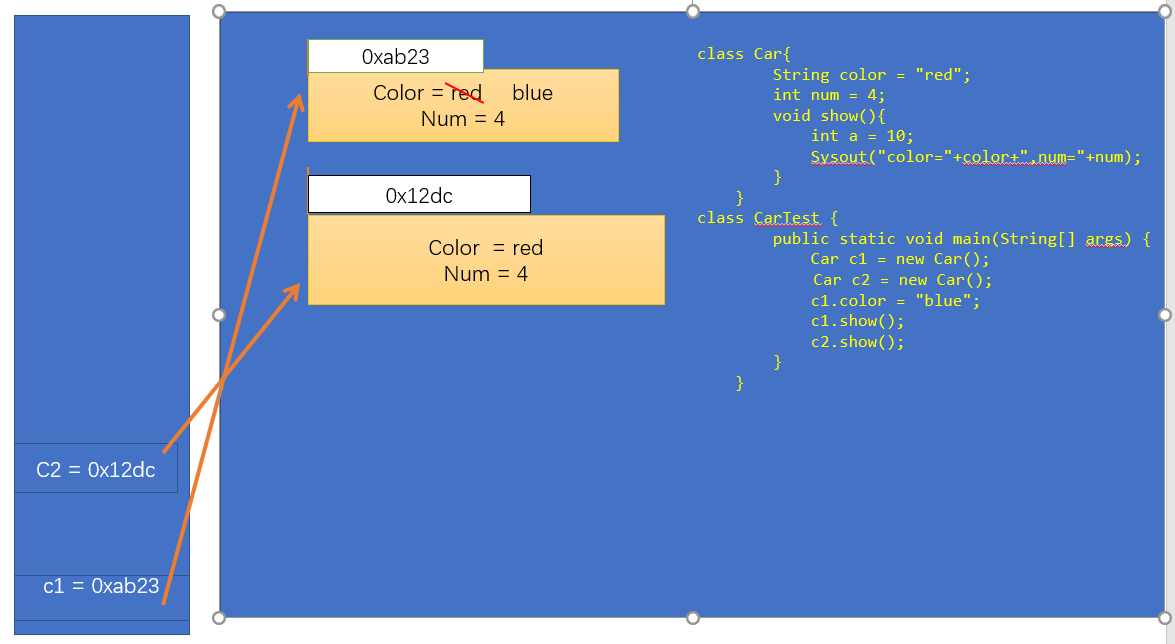 0xab23
Color = red blue
Num = 4
0x12dc
Color = red
Num = 4
C2 = 0x12dc
c1 = 0xab23
class Car{
String color = "red";
int num = 4;
void show(){
int a = 10;
Sysout("color="+color+",num="+num);
}
}
class CarTest {
public static void main(String[] args) {
Car c1 = new Car();
Car c2 = new Car();
c1.color = "blue";
c1.show();
c2.show();
}
}